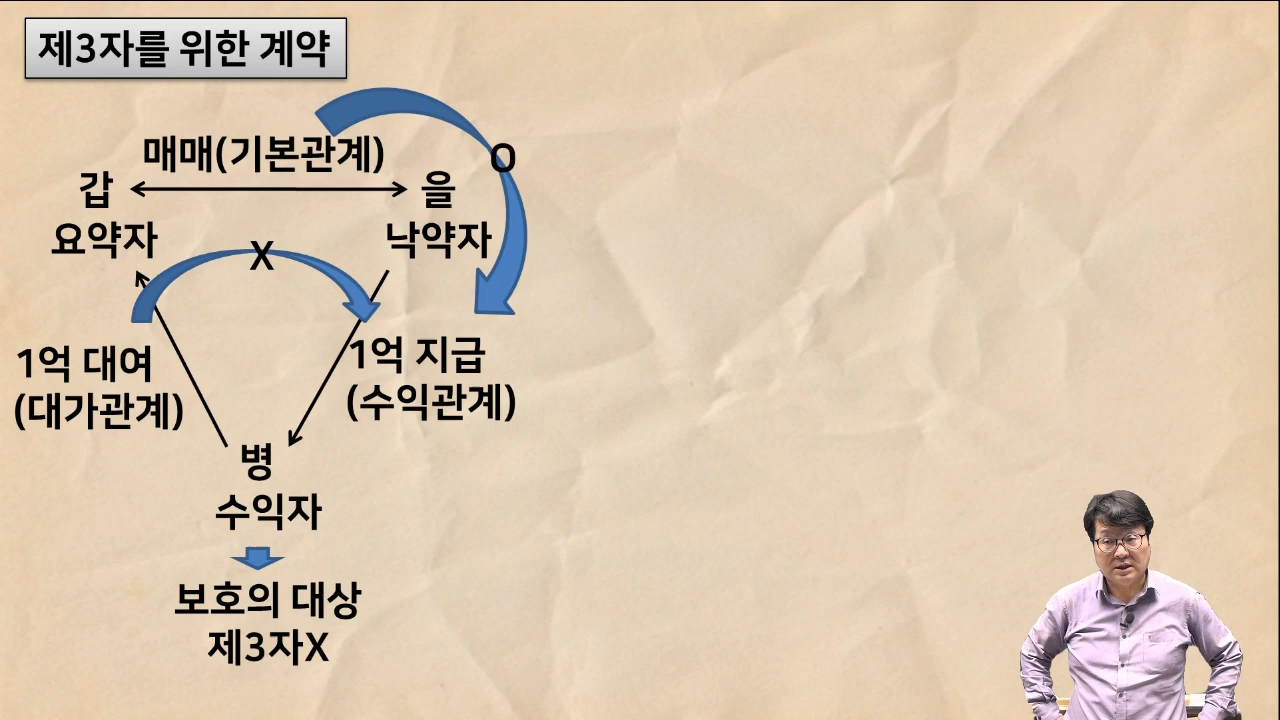 제3자를 위한 계약
매매(기본관계)
O
갑
을
요약자
낙약자
X
1억 대여
(대가관계)
1억 지급
(수익관계)
병
수익자
보호의 대상
제3자X